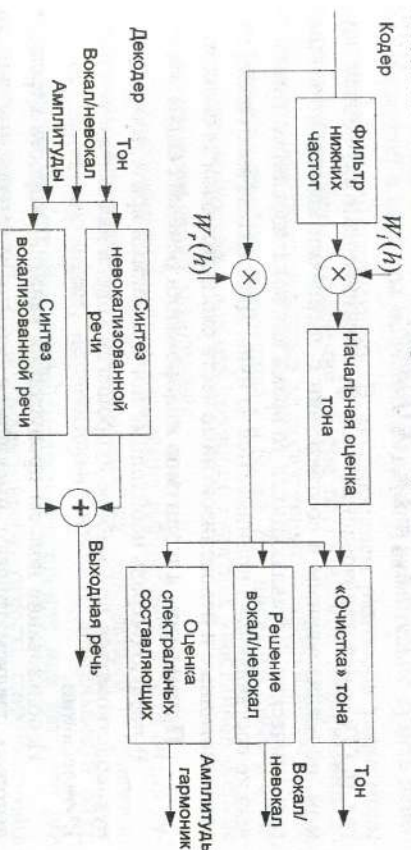 Кодер
Фильтр
нижних
частот
W_i(h)
×
Начальная оценка
тона
«Очистка» тона
Тон
W_r(h)
×
Решение
вокал/невокал
Вокал/
невокал
Оценка
спектральных
составляющих
Амплитуды
гармоник
Декодер
Тон
Вокал/невокал
Амплитуды
Синтез
невокализованной
речи
Синтез
вокализованной речи
+
Выходная речь